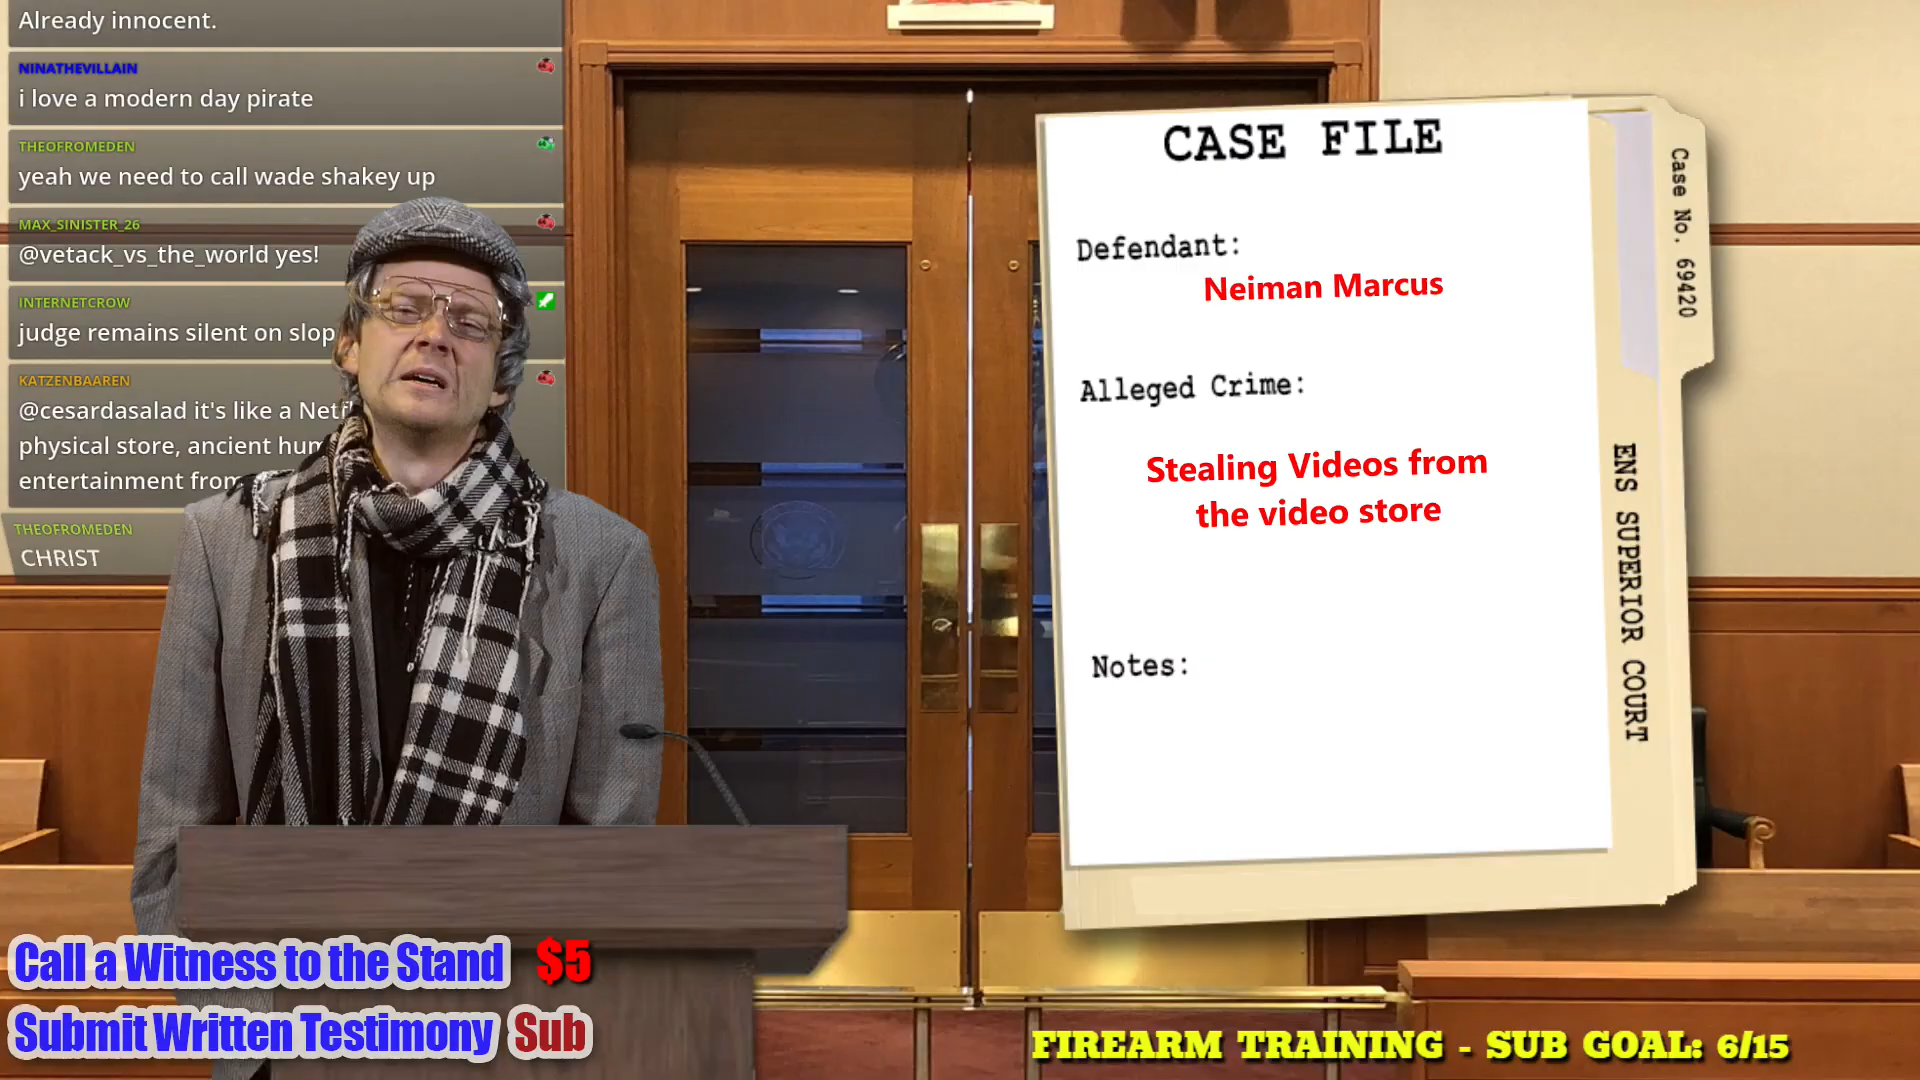 Already innocent.
NINATHEVILLAIN
i love a modern day pirate
THEOFROMEDEN
yeah we need to call wade shakey up
MAX_SINISTER_26
@vetack_vs_the_world yes!
INTERNETCROW
judge remains silent on slop
KATZENBAAREN
@cesardasalad it's like a
physical store, ancient
entertainment from
THEOFROMEDEN
CHRIST
CASE FILE
Defendant:
Neiman Marcus
Alleged Crime:
Stealing Videos from
the video store
Notes:
Case No. 69420
ENS SUPERIOR COURT
Call a Witness to the Stand $5
Submit Written Testimony Sub
FIREARM TRAINING - SUB GOAL: 6/15